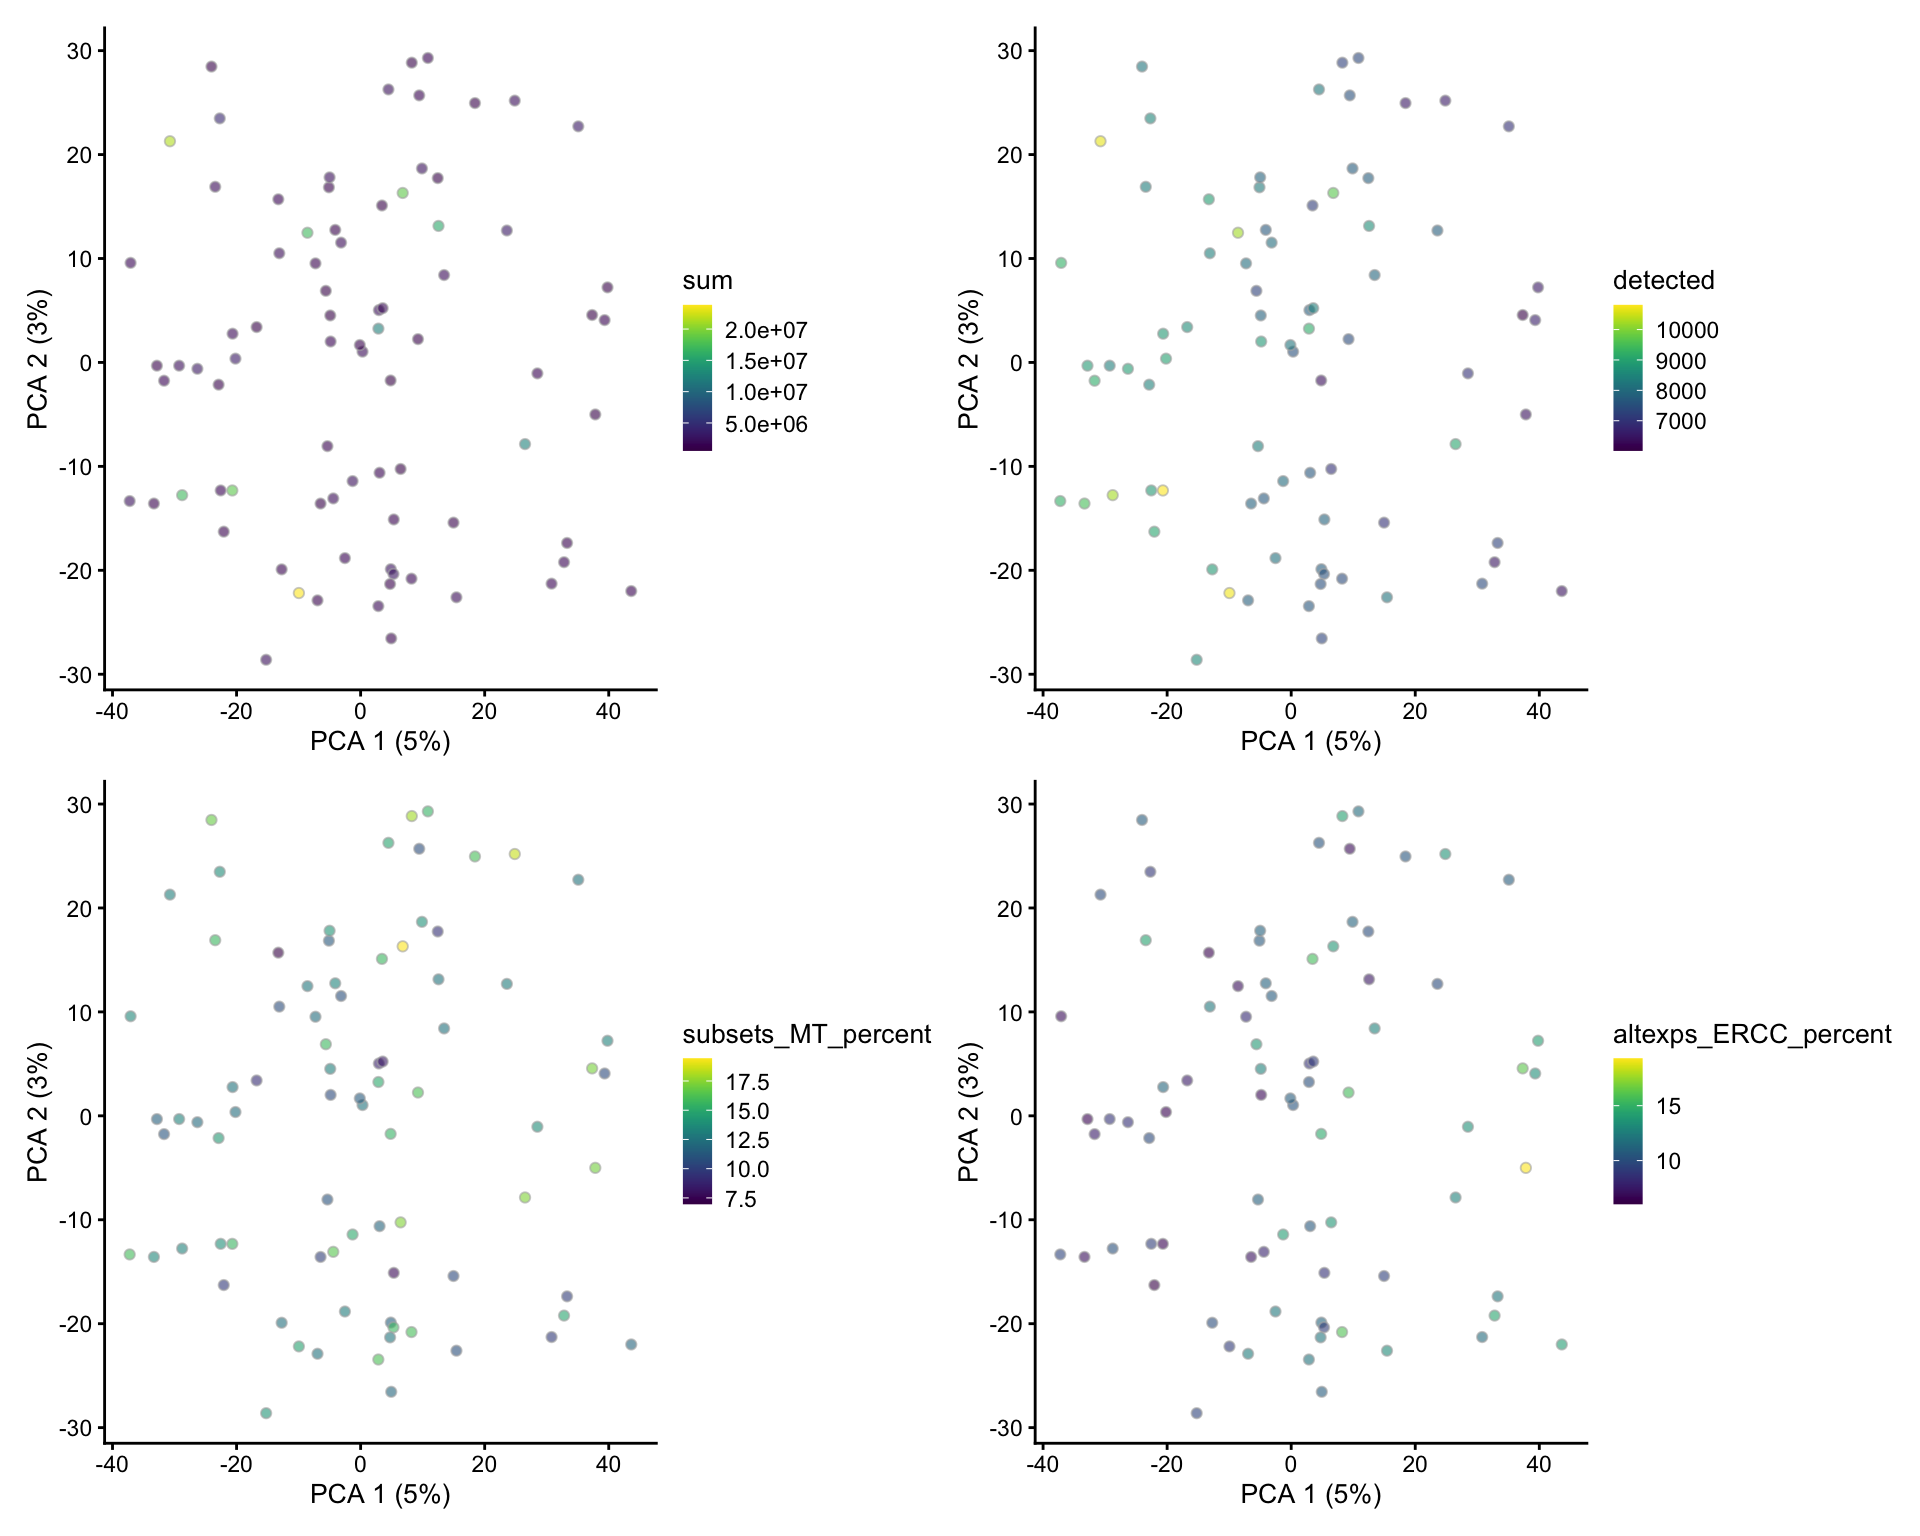 30
20
10
0
-10
-20
-30
PCA 2 (3%)
-40 -20 0 20 40
PCA 1 (5%)
sum
2.0e+07
1.5e+07
1.0e+07
5.0e+06
30
20
10
0
-10
-20
-30
PCA 2 (3%)
-40 -20 0 20 40
PCA 1 (5%)
detected
10000
9000
8000
7000
30
20
10
0
-10
-20
-30
PCA 2 (3%)
-40 -20 0 20 40
PCA 1 (5%)
subsets_MT_percent
17.5
15.0
12.5
10.0
7.5
30
20
10
0
-10
-20
-30
PCA 2 (3%)
-40 -20 0 20 40
PCA 1 (5%)
altexps_ERCC_percent
15
10